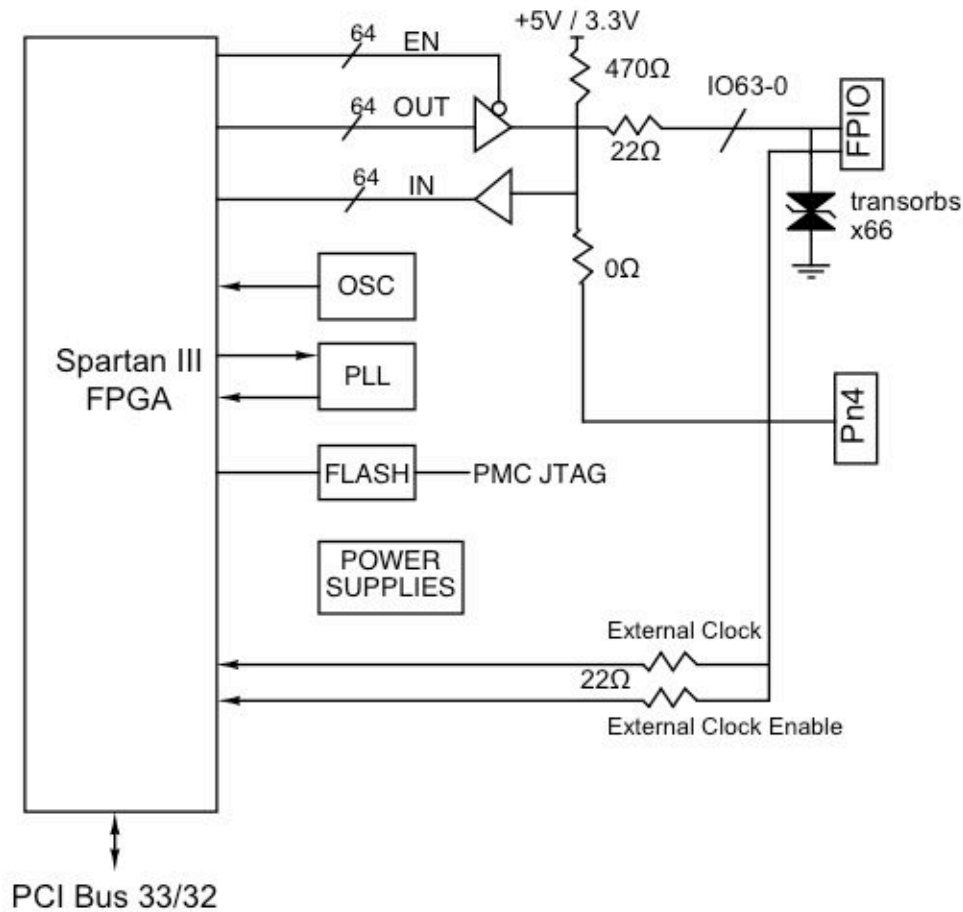 +5V / 3.3V
64 EN
470Ω
IO63-0
64 OUT
22Ω
FPIO
64 IN
transorbs
x66
0Ω
OSC
Spartan III
FPGA
PLL
Pn4
FLASH
PMC JTAG
POWER
SUPPLIES
External Clock
22Ω
External Clock Enable
PCI Bus 33/32